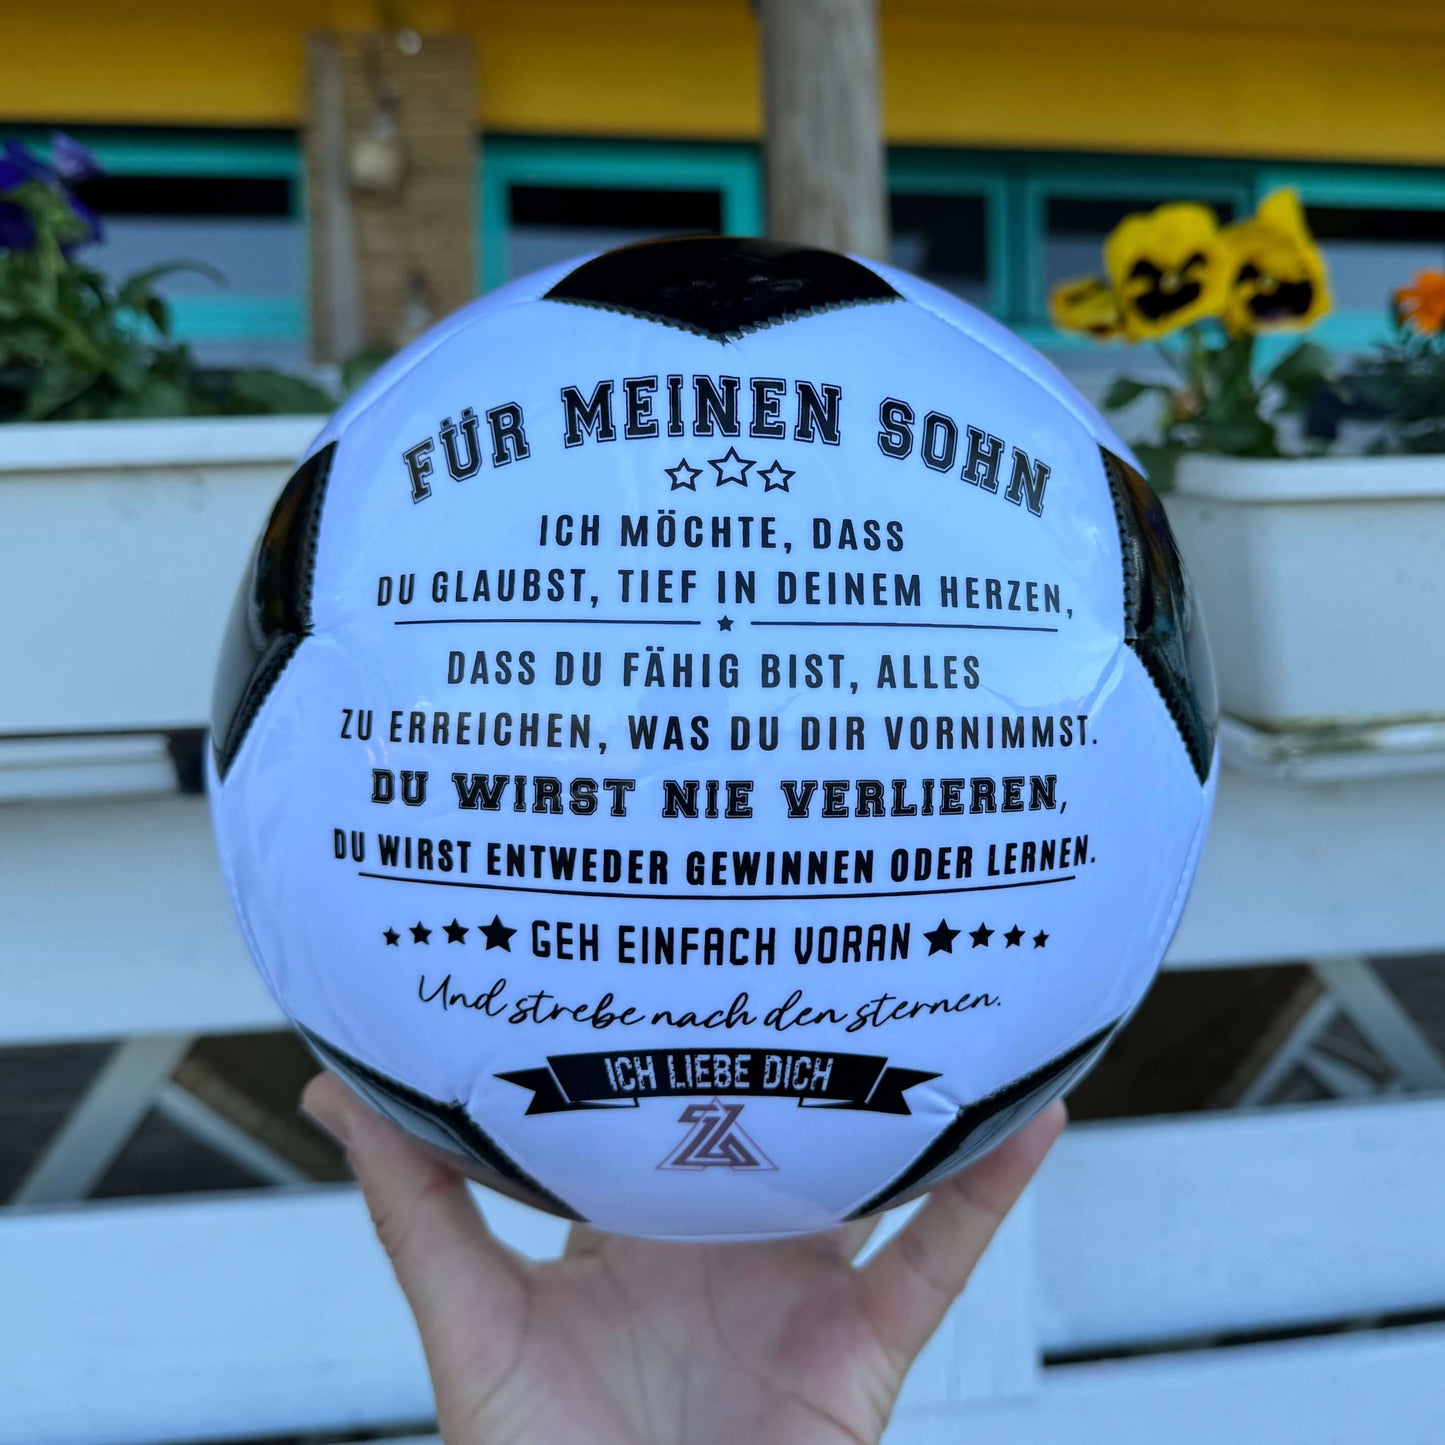 FÜR MEINEN SOHN
ICH MÖCHTE, DASS
DU GLAUBST, TIEF IN DEINEM HERZEN,
DASS DU FÄHIG BIST, ALLES
ZU ERREICHEN, WAS DU DIR VORNIMMST.
DU WIRST NIE VERLIEREN,
DU WIRST ENTWEDER GEWINNEN ODER LERNEN.
GEH EINFACH VORAN
Und strebe nach den sternen.
ICH LIEBE DICH